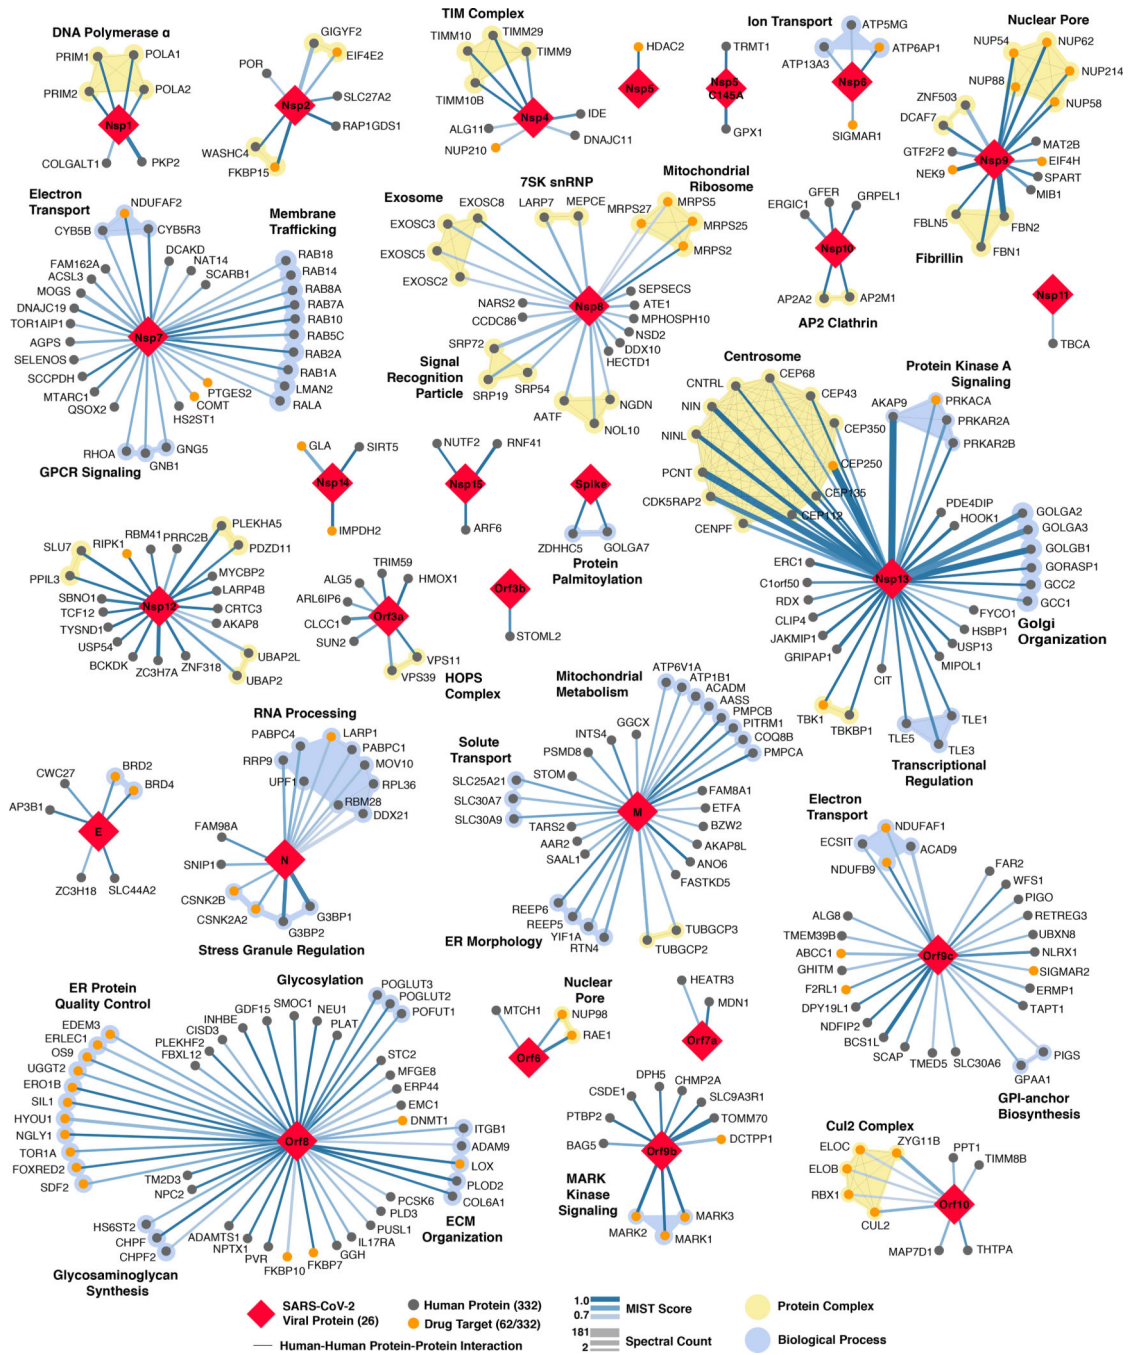 DNA Polymerase α
PRIM1
POLA1
PRIM2
POLA2
Nsp1
COLGALT1
PKP2
GIGYF2
EIF4E2
POR
SLC27A2
Nsp2
RAP1GDS1
WASHC4
FKBP15
TIM Complex
TIMM29
TIMM10
TIMM9
TIMM10B
Nsp4
IDE
ALG11
DNAJC11
NUP210
HDAC2
Nsp5
TRMT1
Nsp5
C145A
GPX1
Ion Transport
ATP5MG
ATP6AP1
ATP13A3
Nsp6
SIGMAR1
Nuclear Pore
NUP54
NUP62
NUP214
NUP88
NUP58
ZNF503
DCAF7
MAT2B
GTF2F2
EIF4H
Nsp9
NEK9
SPART
MIB1
FBLN5
FBN2
FBN1
Fibrillin
Electron
Transport
NDUFAF2
CYB5B
CYB5R3
Membrane
Trafficking
DCAKD
NAT14
SCARB1
FAM162A
ACSL3
MOGS
DNAJC19
TOR1AIP1
AGPS
SELENOS
SCCPDH
MTARC1
QSOX2
Nsp7
RAB18
RAB14
RAB8A
RAB7A
RAB10
RAB5C
RAB2A
RAB1A
LMAN2
RALA
PTGES2
COMT
HS2ST1
RHOA
GNB1
GNG5
GPCR Signaling
Exosome
EXOSC8
EXOSC3
EXOSC5
EXOSC2
7SK snRNP
LARP7
MEPCE
Mitochondrial
Ribosome
MRPS5
MRPS27
MRPS25
MRPS2
NARS2
CCDC86
Nsp8
SEPSECS
ATE1
MPHOSPH10
NSD2
DDX10
HECTD1
SRP72
SRP54
SRP19
Signal
Recognition
Particle
AATF
NGDN
NOL10
GFER
GRPEL1
ERGIC1
Nsp10
AP2A2
AP2M1
AP2 Clathrin
Nsp11
TBCA
Centrosome
CEP68
CNTRL
CEP43
NIN
CEP350
NINL
CEP250
PCNT
CEP135
CDK5RAP2
CEP112
CENPF
Protein Kinase A
Signaling
AKAP9
PRKACA
PRKAR2A
PRKAR2B
PDE4DIP
HOOK1
GOLGA2
GOLGA3
GOLGB1
GORASP1
GCC2
GCC1
Golgi
Organization
Nsp13
ERC1
C1orf50
RDX
CLIP4
JAKMIP1
GRIPAP1
CIT
FYCO1
HSBP1
USP13
MIPOL1
TBK1
TBKBP1
TLE1
TLE5
TLE3
Transcriptional
Regulation
GLA
SIRT5
Nsp14
IMPDH2
NUTF2
RNF41
Nsp15
ARF6
Spike
ZDHHC5
GOLGA7
Protein
Palmitoylation
SLU7
RIPK1
RBM41
PRRC2B
PLEKHA5
PDZD11
PPIL3
MYCBP2
SBNO1
LARP4B
TCF12
CRTC3
TYSND1
AKAP8
USP54
BCKDK
ZC3H7A
ZNF318
Nsp12
UBAP2L
UBAP2
TRIM59
ALG5
HMOX1
ARL6IP6
CLCC1
SUN2
Orf3a
VPS11
VPS39
HOPS
Complex
Orf3b
STOML2
RNA Processing
LARP1
PABPC4
PABPC1
RRP9
MOV10
UPF1
RPL36
RBM28
DDX21
FAM98A
SNIP1
N
CSNK2B
CSNK2A2
G3BP1
G3BP2
Stress Granule Regulation
BRD2
BRD4
CWC27
AP3B1
E
ZC3H18
SLC44A2
Mitochondrial
Metabolism
ATP6V1A
ATP1B1
ACADM
AASS
PMPCB
PITRM1
COQ8B
PMPCA
GGCX
INTS4
PSMD8
STOM
Solute
Transport
SLC25A21
SLC30A7
SLC30A9
M
TARS2
AAR2
SAAL1
FAM8A1
ETFA
BZW2
AKAP8L
ANO6
FASTKD5
REEP6
REEP5
YIF1A
RTN4
ER Morphology
TUBGCP3
TUBGCP2
Electron
Transport
NDUFAF1
ECSIT
ACAD9
NDUFB9
FAR2
WFS1
PIGO
ALG8
RETREG3
TMEM39B
UBXN8
ABCC1
NLRX1
Orf9c
GHITM
SIGMAR2
F2RL1
ERMP1
DPY19L1
TAPT1
NDFIP2
BCS1L
SCAP
TMED5
SLC30A6
PIGS
GPAA1
GPI-anchor
Biosynthesis
ER Protein
Quality Control
EDEM3
ERLEC1
OS9
UGGT2
ERO1B
SIL1
HYOU1
NGLY1
TOR1A
FOXRED2
SDF2
Glycosylation
POGLUT3
POGLUT2
POFUT1
SMOC1
NEU1
GDF15
PLAT
INHBE
CISD3
PLEKHF2
FBXL12
STC2
MFGE8
ERP44
EMC1
DNMT1
Orf8
ITGB1
ADAM9
LOX
PLOD2
COL6A1
ECM
Organization
TM2D3
NPC2
PCSK6
PLD3
PUSL1
IL17RA
GGH
FKBP7
FKBP10
PVR
NPTX1
ADAMTS1
HS6ST2
CHPF
CHPF2
Glycosaminoglycan
Synthesis
Nuclear
Pore
NUP98
MTCH1
RAE1
Orf6
HEATR3
MDN1
Orf7a
DPH5
CSDE1
CHMP2A
SLC9A3R1
PTBP2
TOMM70
BAG5
DCTPP1
Orf9b
MARK
Kinase
Signaling
MARK3
MARK2
MARK1
Cul2 Complex
ELOC
ZYG11B
ELOB
RBX1
CUL2
PPT1
TIMM8B
Orf10
MAP7D1
THTPA
SARS-CoV-2
Viral Protein (26)
Human Protein (332)
Drug Target (62/332)
Human-Human Protein-Protein Interaction
1.0
0.7
MIST Score
181
2
Spectral Count
Protein Complex
Biological Process